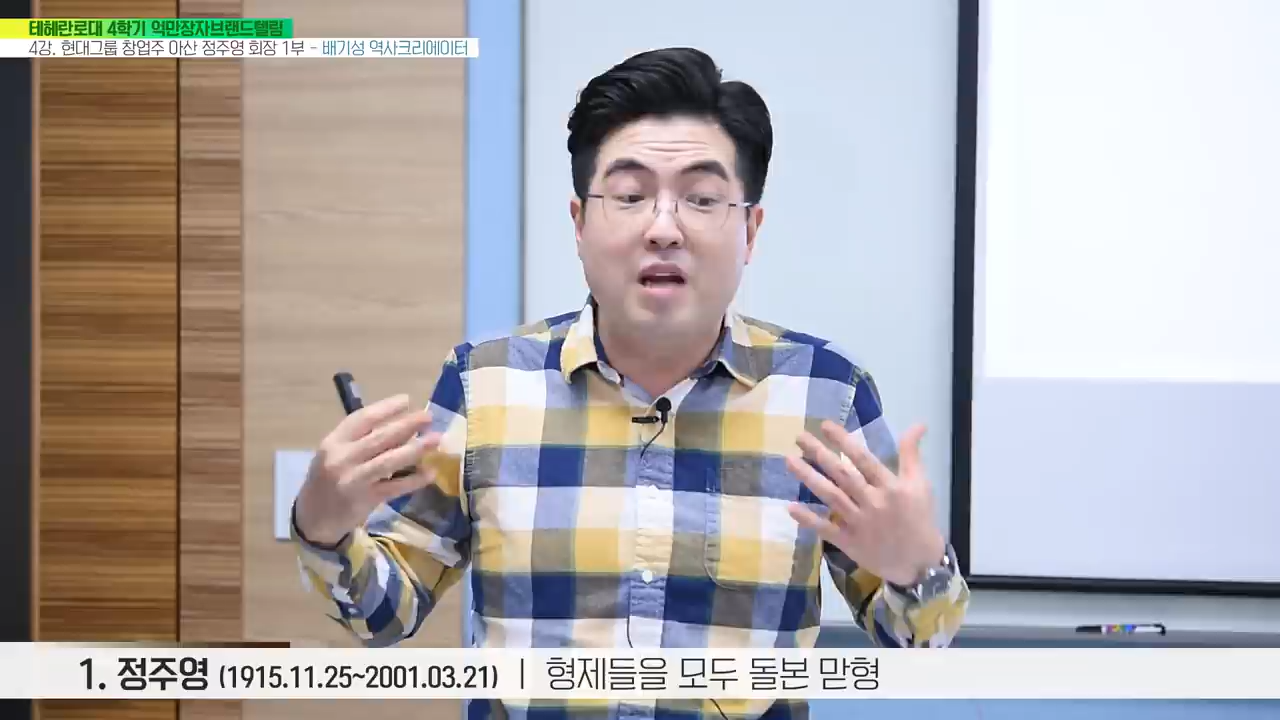 테헤란로대 4학기 억만장자브랜드텔링
4강. 현대그룹 창업주 아산 정주영 회장 1부 - 배기성 역사크리에이터
1. 정주영 (1915.11.25~2001.03.21) ㅣ 형제들을 모두 돌본 맏형